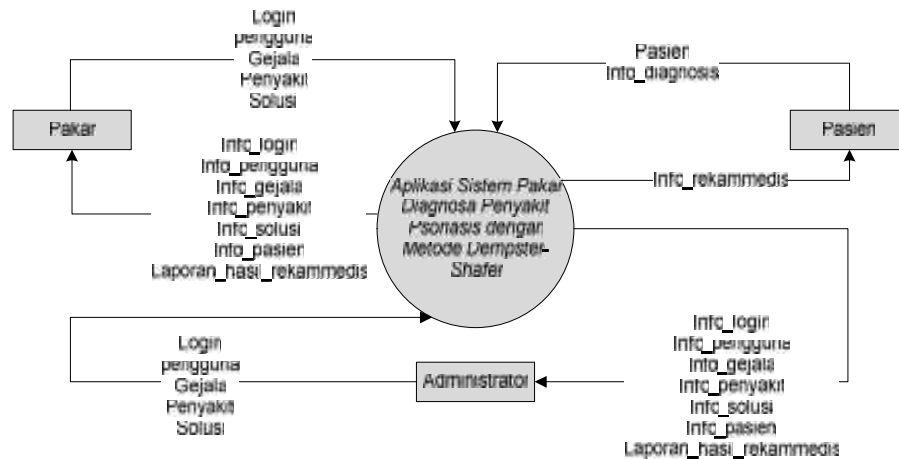 Login
pengguna
Gejala
Penyakit
Solusi
Pasien
Info_diagnosis
Pakar
Pasien
Info_login
Info_pengguna
Info_gejala
Info_penyakit
Info_solusi
Info_pasien
Laporan_hasil_rekammedis
Aplikasi Sistem Pakar
Diagnosa Penyakit
Psoriasis dengan
Metode Dempster-
Shafer
Info_rekammedis
Login
pengguna
Gejala
Penyakit
Solusi
Administrator
Info_login
Info_pengguna
Info_gejala
Info_penyakit
Info_solusi
Info_pasien
Laporan_hasil_rekammedis